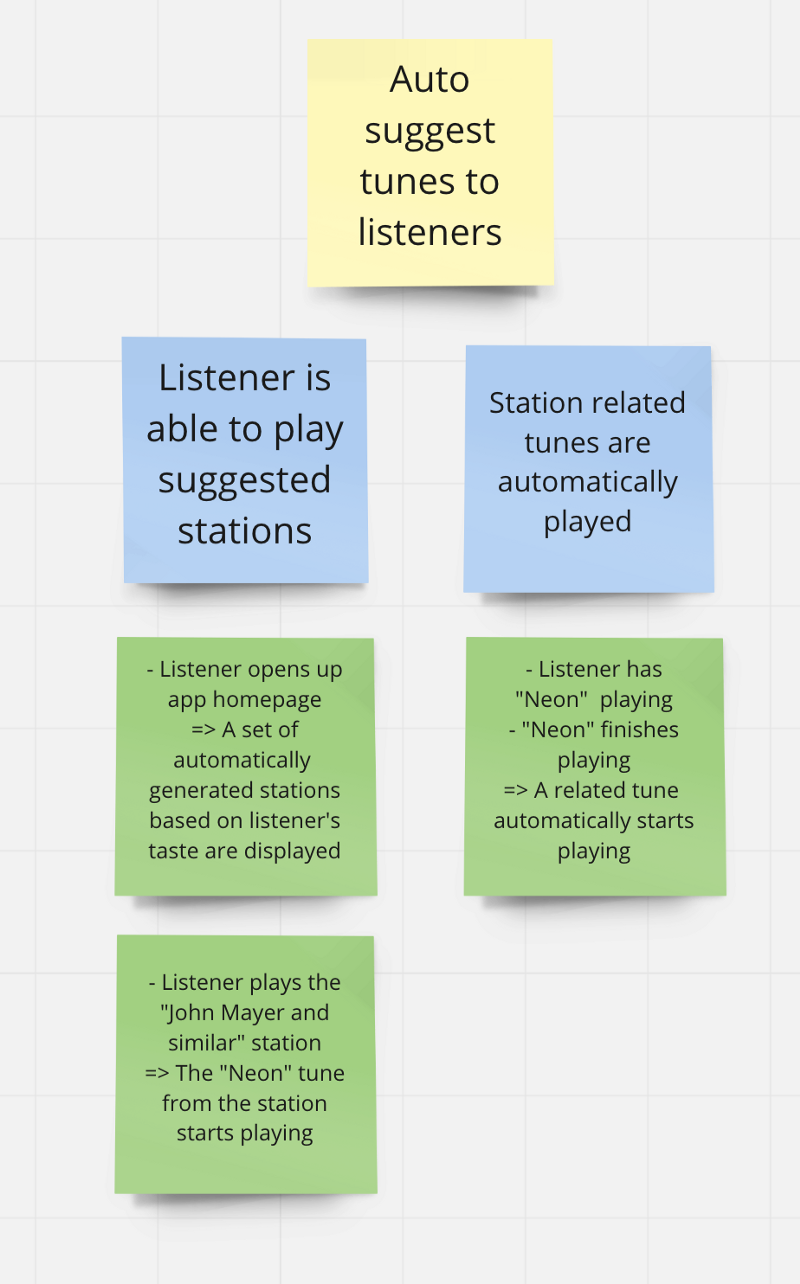 Auto
suggest
tunes to
listeners
Listener is
able to play
suggested
stations
Station related
tunes are
automatically
played
- Listener opens up
app homepage
=> A set of
automatically
generated stations
based on listener's
taste are displayed
- Listener has
"Neon"  playing
- "Neon" finishes
playing
=> A related tune
automatically starts
playing
- Listener plays the
"John Mayer and
similar" station
=> The "Neon" tune
from the station
starts playing